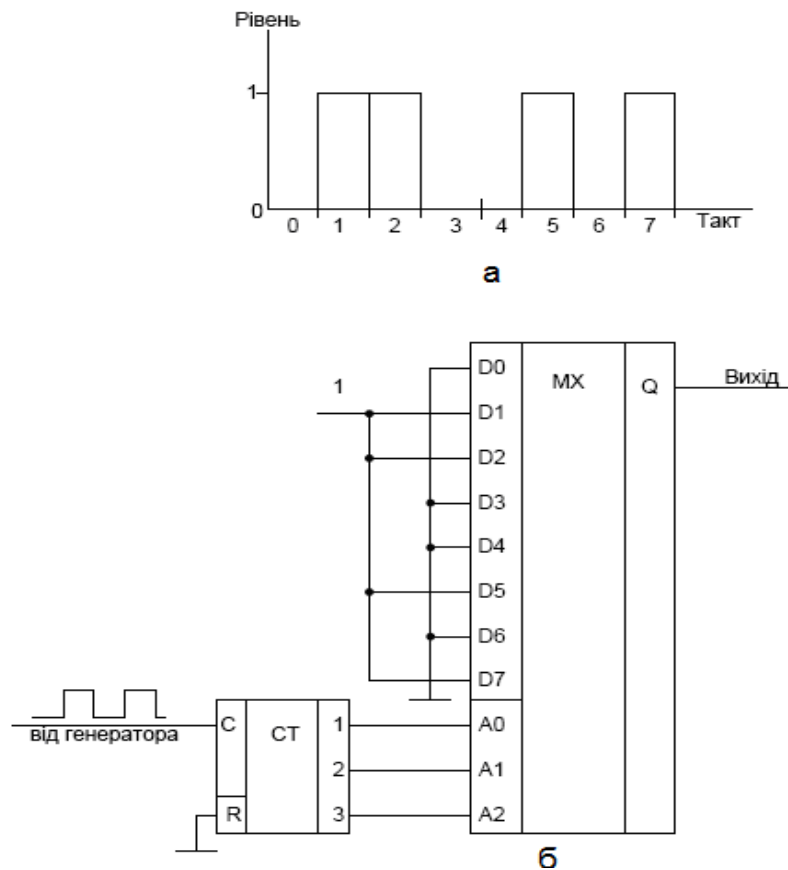 Рівень
1
0
0 1 2 3 4 5 6 7 Такт
а
1
D0 MX Q Вихід
D1
D2
D3
D4
D5
D6
D7
від генератора
C CT 1 A0
2 A1
R 3 A2
б